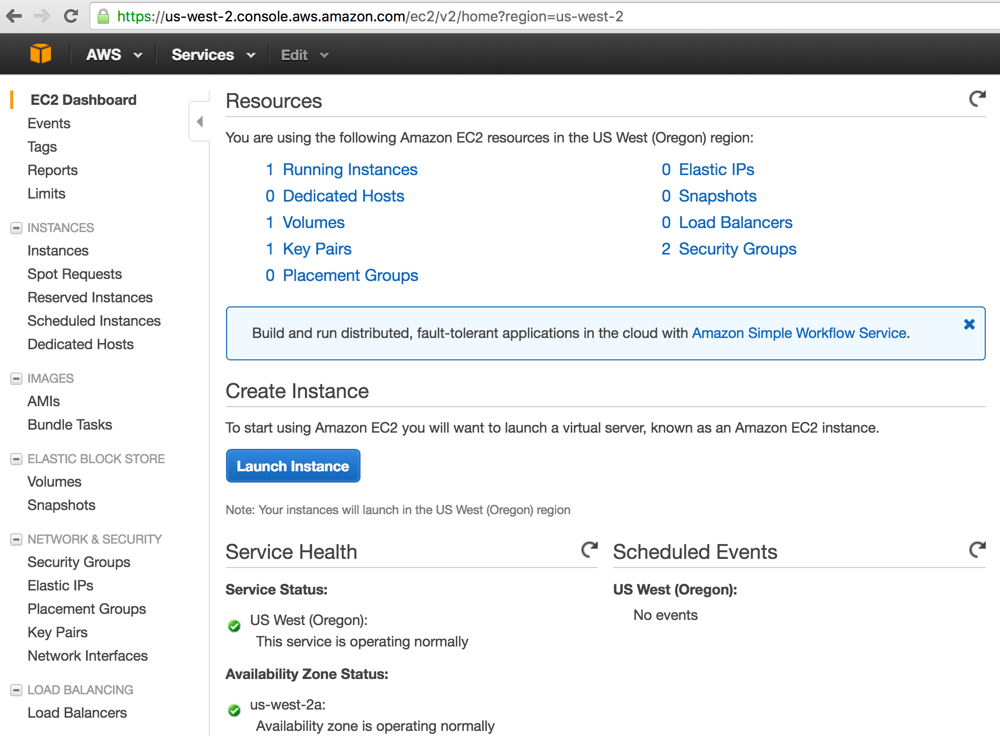 https://us-west-2.console.aws.amazon.com/ec2/v2/home?region=us-west-2
AWS Services Edit
EC2 Dashboard
Events
Tags
Reports
Limits
INSTANCES
Instances
Spot Requests
Reserved Instances
Scheduled Instances
Dedicated Hosts
IMAGES
AMIs
Bundle Tasks
ELASTIC BLOCK STORE
Volumes
Snapshots
NETWORK & SECURITY
Security Groups
Elastic IPs
Placement Groups
Key Pairs
Network Interfaces
LOAD BALANCING
Load Balancers
Resources
You are using the following Amazon EC2 resources in the US West (Oregon) region:
1 Running Instances
0 Dedicated Hosts
1 Volumes
1 Key Pairs
0 Placement Groups
0 Elastic IPs
0 Snapshots
0 Load Balancers
2 Security Groups
Build and run distributed, fault-tolerant applications in the cloud with Amazon Simple Workflow Service.
Create Instance
To start using Amazon EC2 you will want to launch a virtual server, known as an Amazon EC2 instance.
Launch Instance
Note: Your instances will launch in the US West (Oregon) region
Service Health
Service Status:
US West (Oregon):
This service is operating normally
Availability Zone Status:
us-west-2a:
Availability zone is operating normally
Scheduled Events
US West (Oregon):
No events